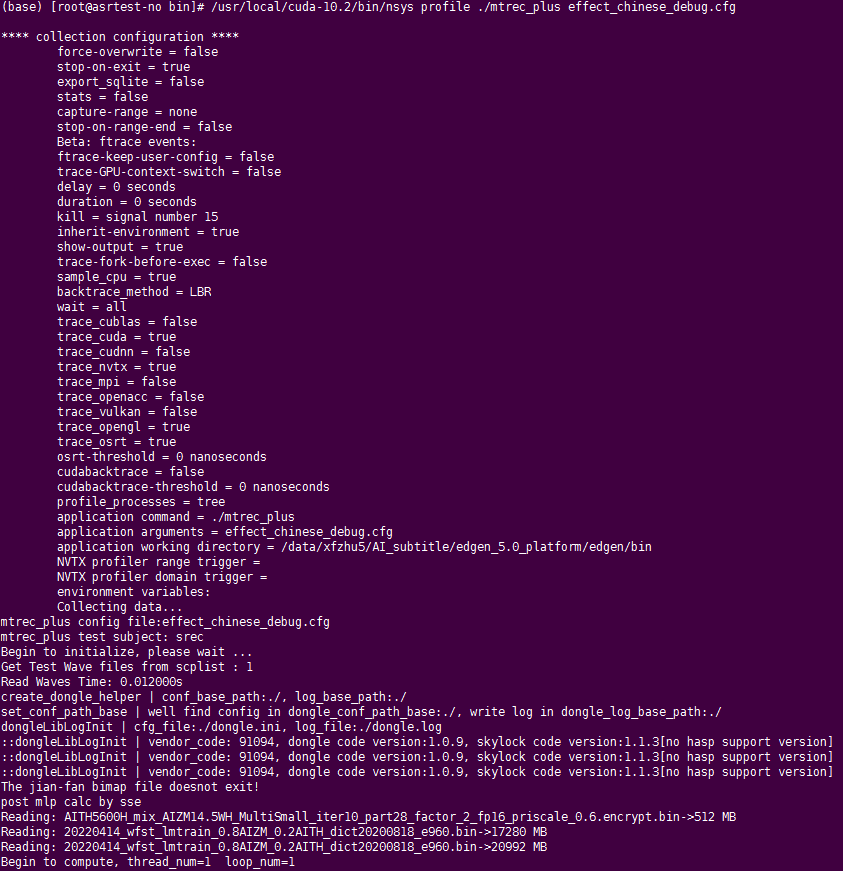 (base) [root@asrtest-no bin]# /usr/local/cuda-10.2/bin/nsys profile ./mtrec_plus effect_chinese_debug.cfg
**** collection configuration ****
force-overwrite = false
stop-on-exit = true
export_sqlite = false
stats = false
capture-range = none
stop-on-range-end = false
Beta: ftrace events:
ftrace-keep-user-config = false
trace-GPU-context-switch = false
delay = 0 seconds
duration = 0 seconds
kill = signal number 15
inherit-environment = true
show-output = true
trace-fork-before-exec = false
sample_cpu = true
backtrace_method = LBR
wait = all
trace_cublas = false
trace_cuda = true
trace_cudnn = false
trace_nvtx = true
trace_mpi = false
trace_openacc = false
trace_vulkan = false
trace_opengl = true
trace_osrt = true
osrt-threshold = 0 nanoseconds
cudabacktrace = false
cudabacktrace-threshold = 0 nanoseconds
profile_processes = tree
application command = ./mtrec_plus
application arguments = effect_chinese_debug.cfg
application working directory = /data/xfzhu5/AI_subtitle/edgen_5.0_platform/edgen/bin
NVTX profiler range trigger =
NVTX profiler domain trigger =
environment variables:
Collecting data...
mtrec_plus config file:effect_chinese_debug.cfg
mtrec_plus test subject: srec
Begin to initialize, please wait ...
Get Test Wave files from scplist : 1
Read Waves Time: 0.012000s
create_dongle_helper | conf_base_path:./, log_base_path:./
set_conf_path_base | well find config in dongle_conf_path_base:./, write log in dongle_log_base_path:./
dongleLibLogInit | cfg_file:./dongle.ini, log_file:./dongle.log
::dongleLibLogInit | vendor_code: 91094, dongle code version:1.0.9, skylock code version:1.1.3[no hasp support version]
::dongleLibLogInit | vendor_code: 91094, dongle code version:1.0.9, skylock code version:1.1.3[no hasp support version]
::dongleLibLogInit | vendor_code: 91094, dongle code version:1.0.9, skylock code version:1.1.3[no hasp support version]
The jian-fan bimap file doesnot exit!
post mlp calc by sse
Reading: AITH5600H_mix_AIZM14.5WH_MultiSmall_iter10_part28_factor_2_fp16_priscale_0.6.encrypt.bin->512 MB
Reading: 20220414_wfst_lmtrain_0.8AIZM_0.2AITH_dict20200818_e960.bin->17280 MB
Reading: 20220414_wfst_lmtrain_0.8AIZM_0.2AITH_dict20200818_e960.bin->20992 MB
Begin to compute, thread_num=1  loop_num=1